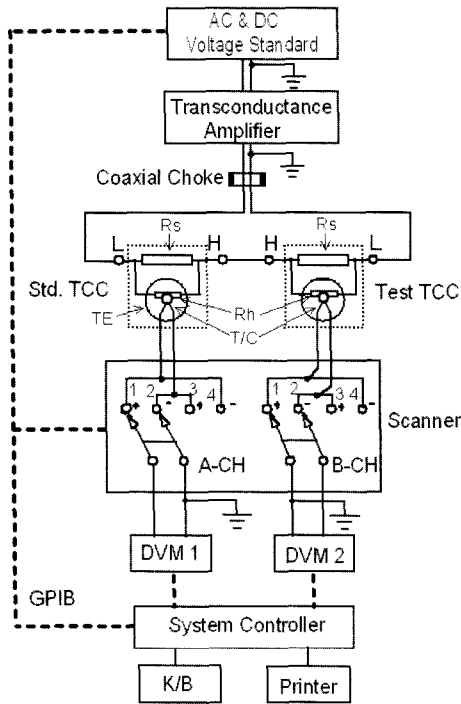 AC & DC
Voltage Standard
Transconductance
Amplifier
Coaxial Choke
Rs
Rs
L
H
H
L
Std. TCC
Test TCC
TE
Rh
T/C
1 2 3 4
1 2 3 4
+ - + -
+ - + -
Scanner
A-CH
B-CH
DVM 1
DVM 2
GPIB
System Controller
K/B
Printer